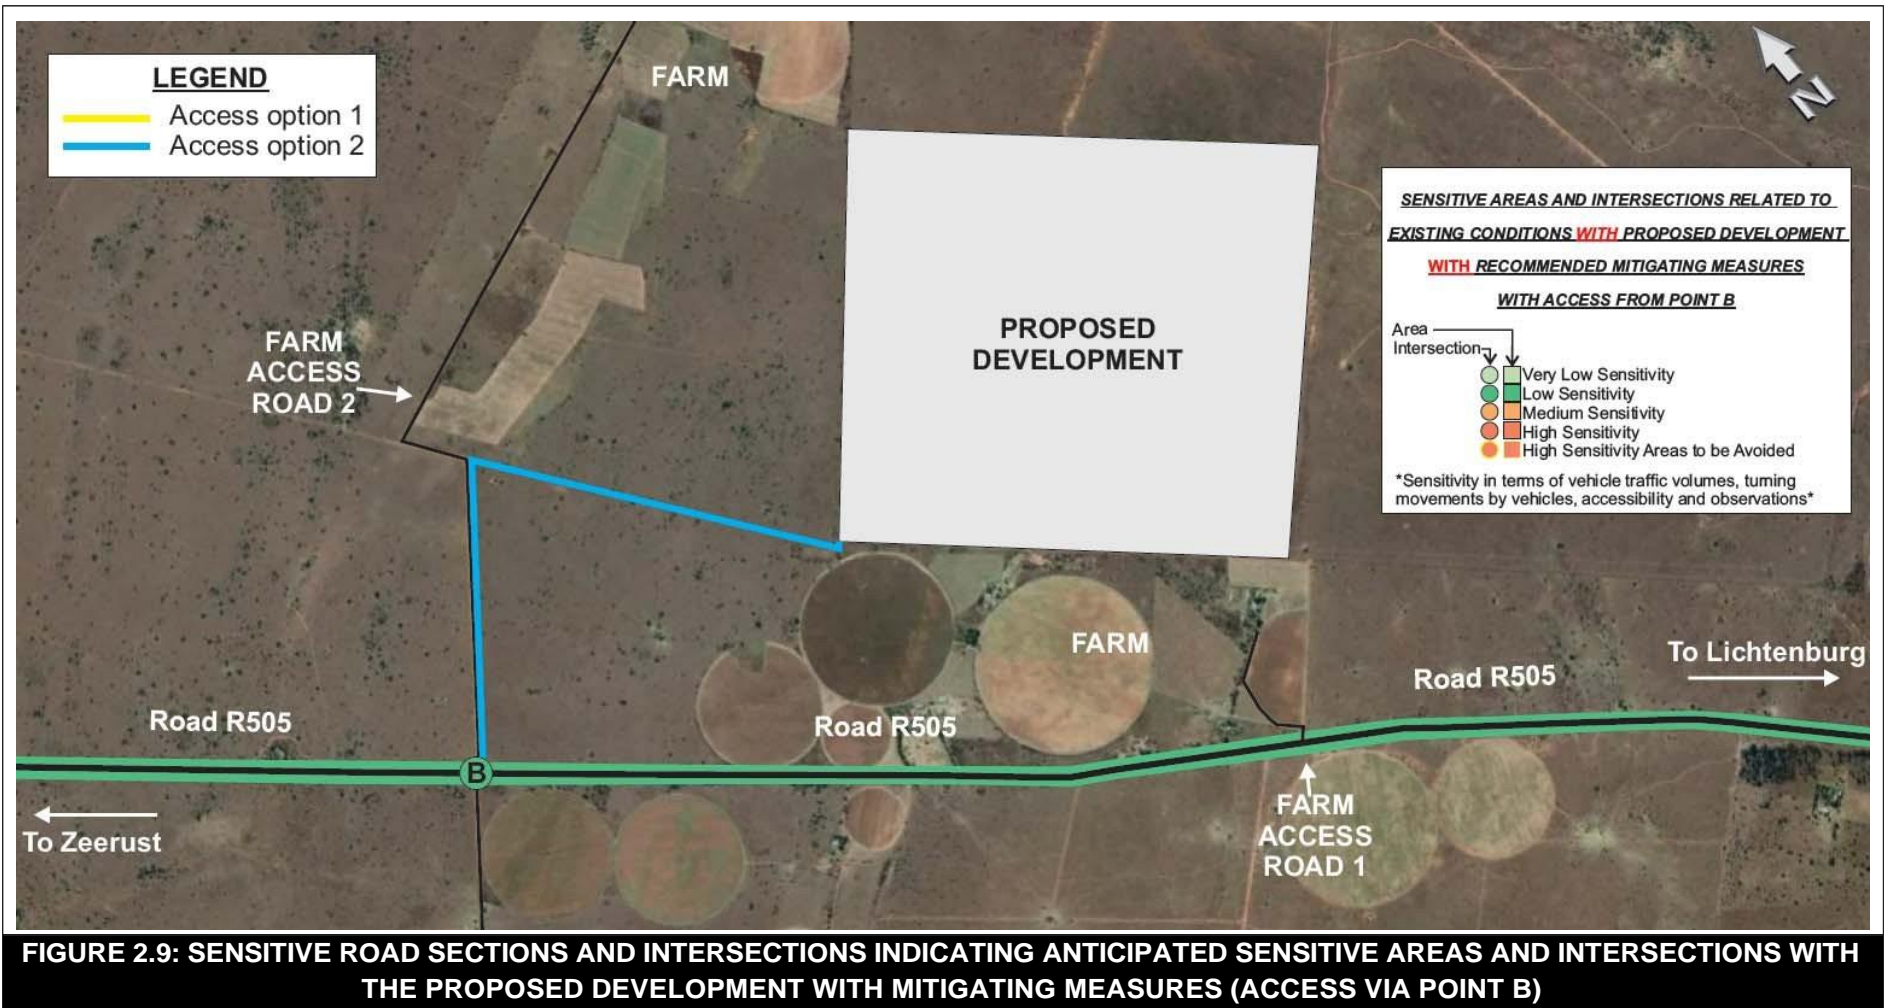 LEGEND
Access option 1
Access option 2
FARM
N
SENSITIVE AREAS AND INTERSECTIONS RELATED TO
EXISTING CONDITIONS WITH PROPOSED DEVELOPMENT
WITH RECOMMENDED MITIGATING MEASURES
WITH ACCESS FROM POINT B
Area
Intersection
Very Low Sensitivity
Low Sensitivity
Medium Sensitivity
High Sensitivity
High Sensitivity Areas to be Avoided
*Sensitivity in terms of vehicle traffic volumes, turning
movements by vehicles, accessibility and observations*
PROPOSED
DEVELOPMENT
FARM
ACCESS
ROAD 2
FARM
To Lichtenburg
Road R505
Road R505
Road R505
B
To Zeerust
FARM
ACCESS
ROAD 1
FIGURE 2.9: SENSITIVE ROAD SECTIONS AND INTERSECTIONS INDICATING ANTICIPATED SENSITIVE AREAS AND INTERSECTIONS WITH
THE PROPOSED DEVELOPMENT WITH MITIGATING MEASURES (ACCESS VIA POINT B)